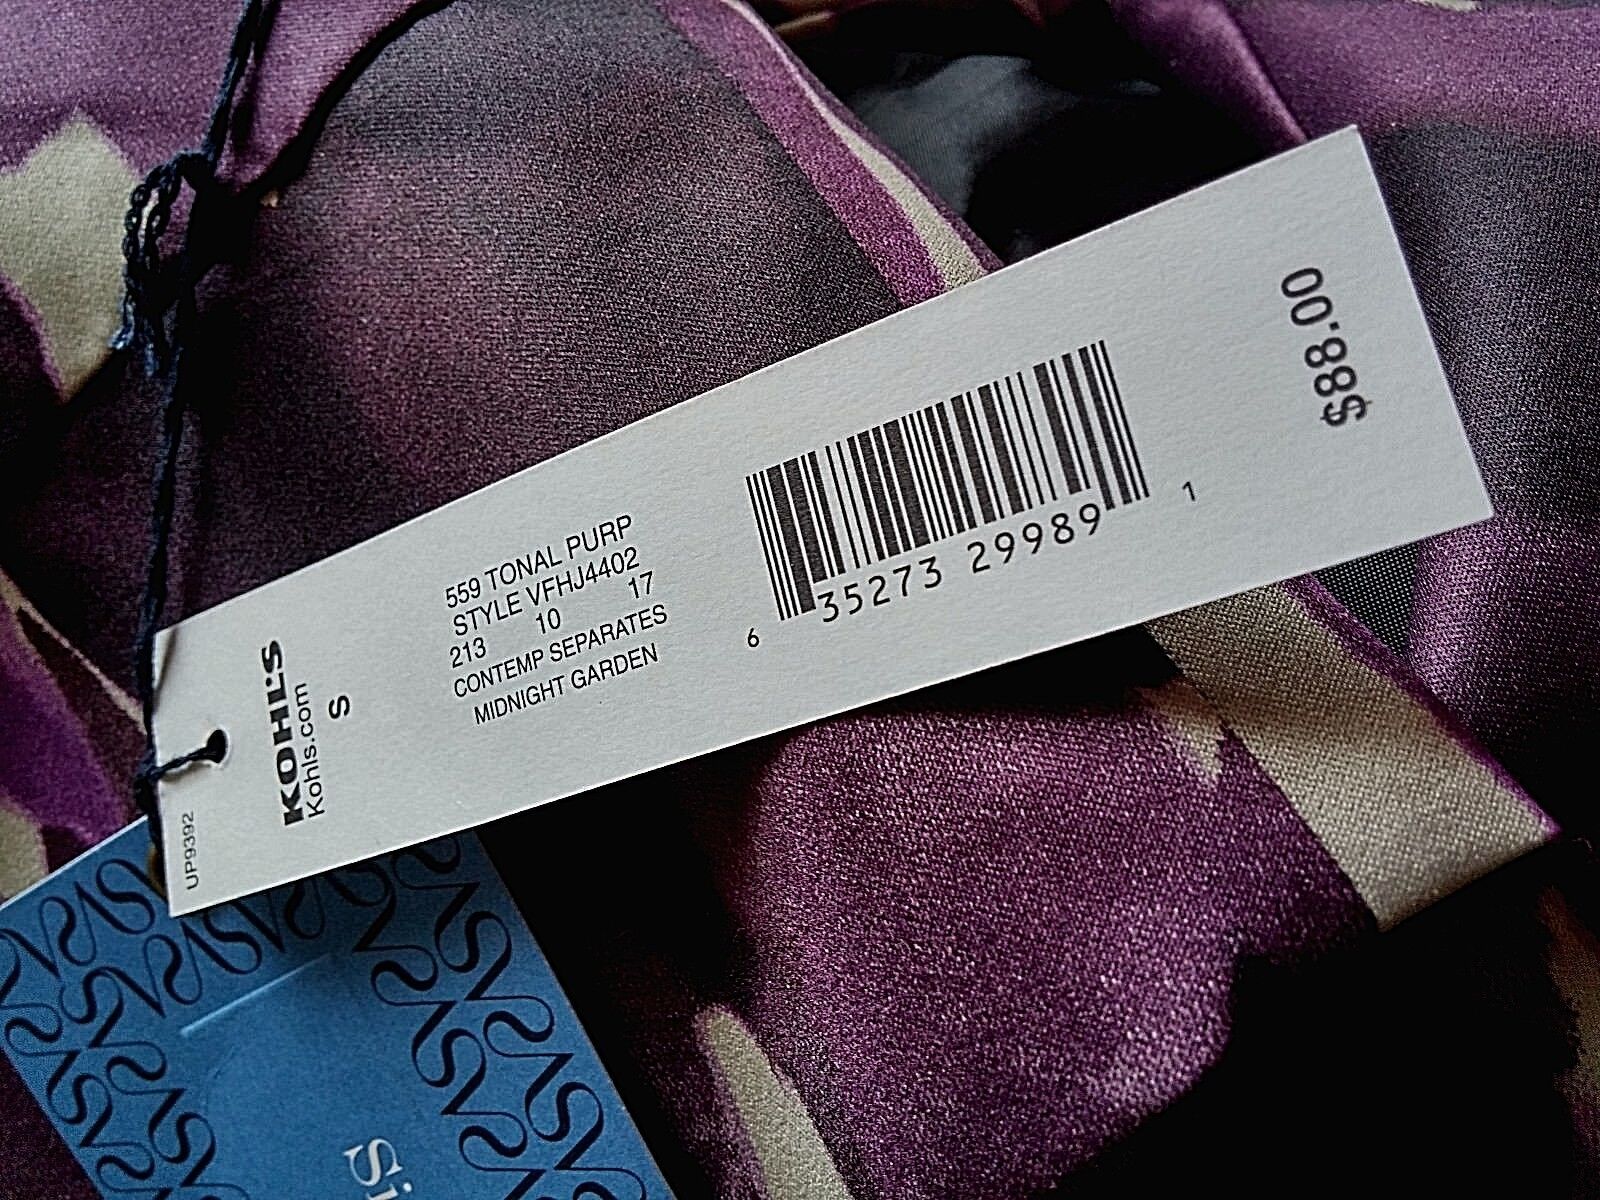 UP9392
KOHL'S
Kohls.com
S
559 TONAL PURP
STYLE VFHJ4402
213 10 17
CONTEMP SEPARATES
MIDNIGHT GARDEN
6 35273 29989 1
$88.00